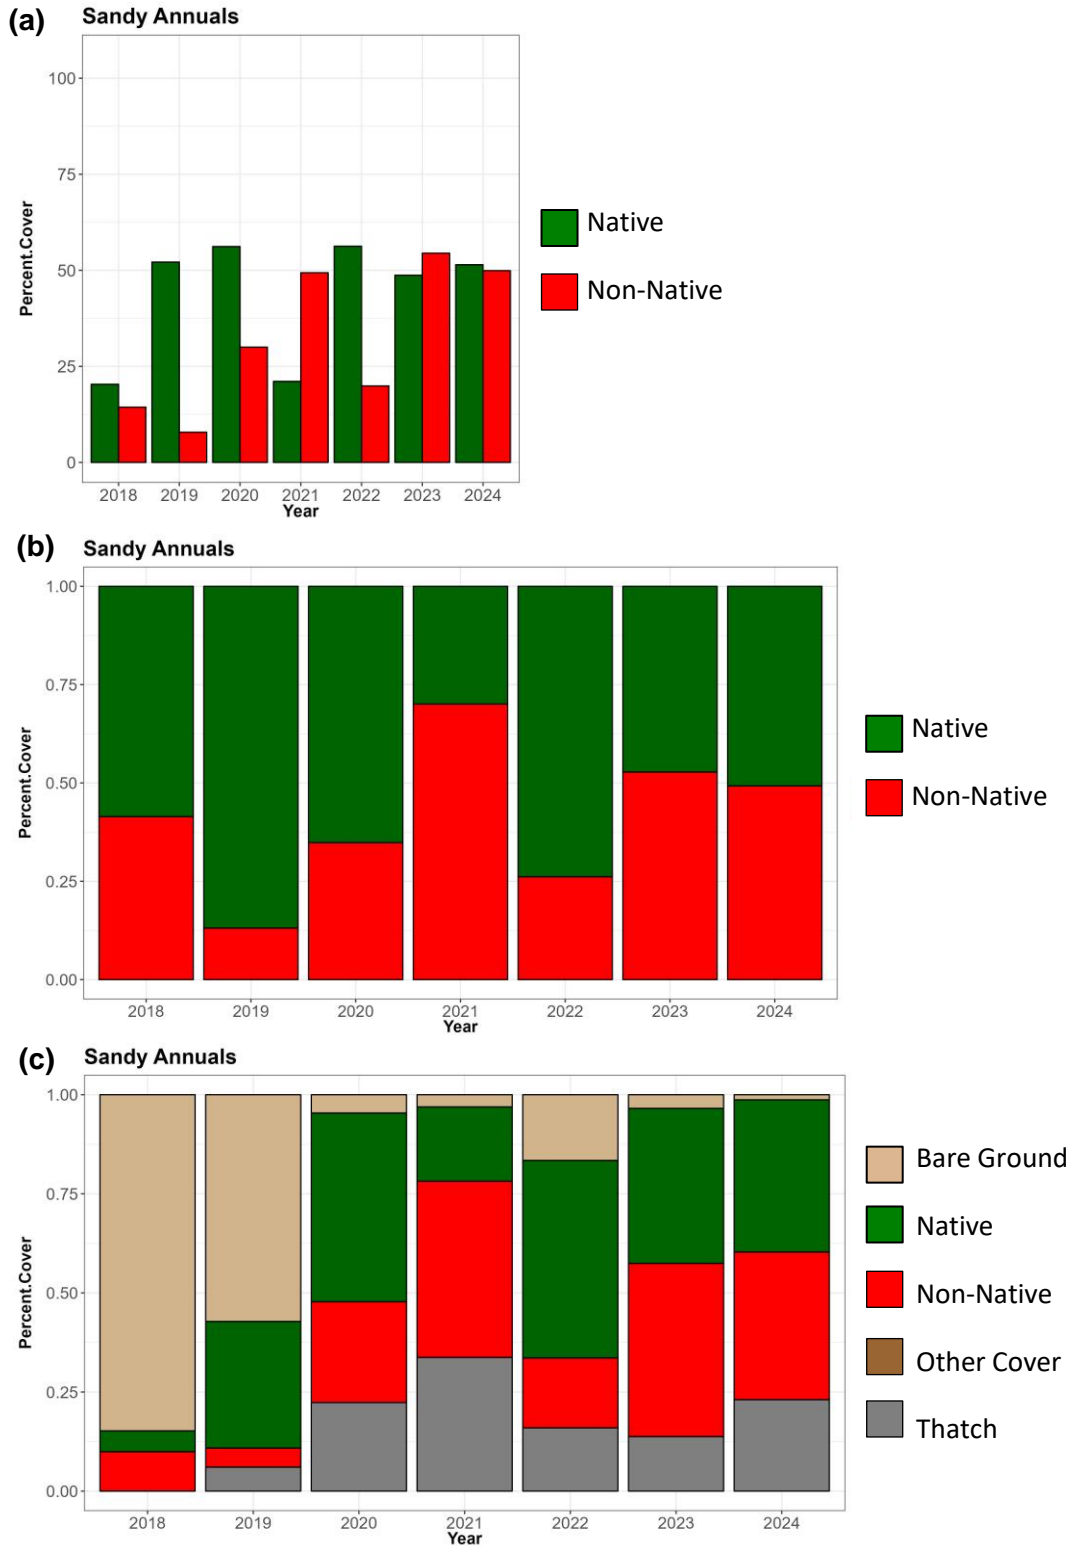 (a)
Sandy Annuals
Percent.Cover
100
75
50
25
0
2018 2019 2020 2021 2022 2023 2024
Year
Native
Non-Native
(b)
Sandy Annuals
Percent.Cover
1.00
0.75
0.50
0.25
0.00
2018 2019 2020 2021 2022 2023 2024
Year
Native
Non-Native
(c)
Sandy Annuals
Percent.Cover
1.00
0.75
0.50
0.25
0.00
2018 2019 2020 2021 2022 2023 2024
Year
Bare Ground
Native
Non-Native
Other Cover
Thatch